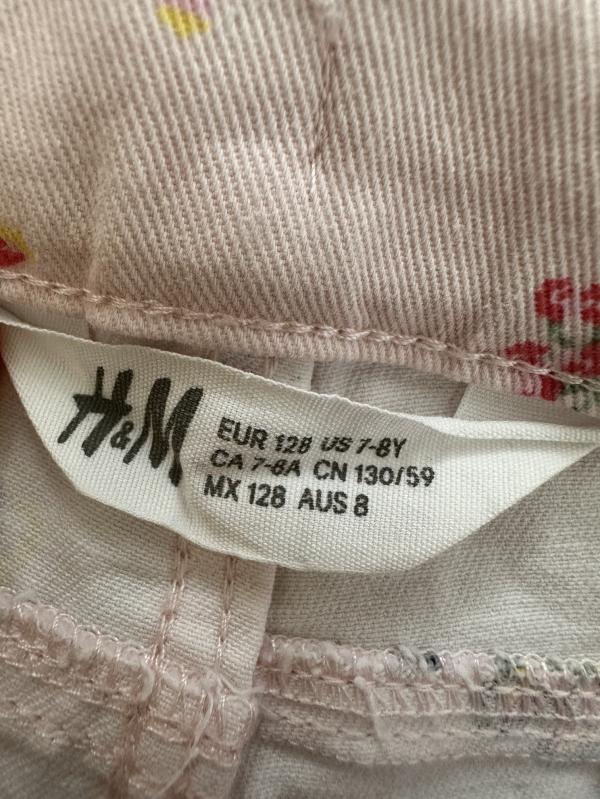 H&M
EUR 128 US 7-8Y
CA 7-8A CN 130/59
MX 128 AUS 8